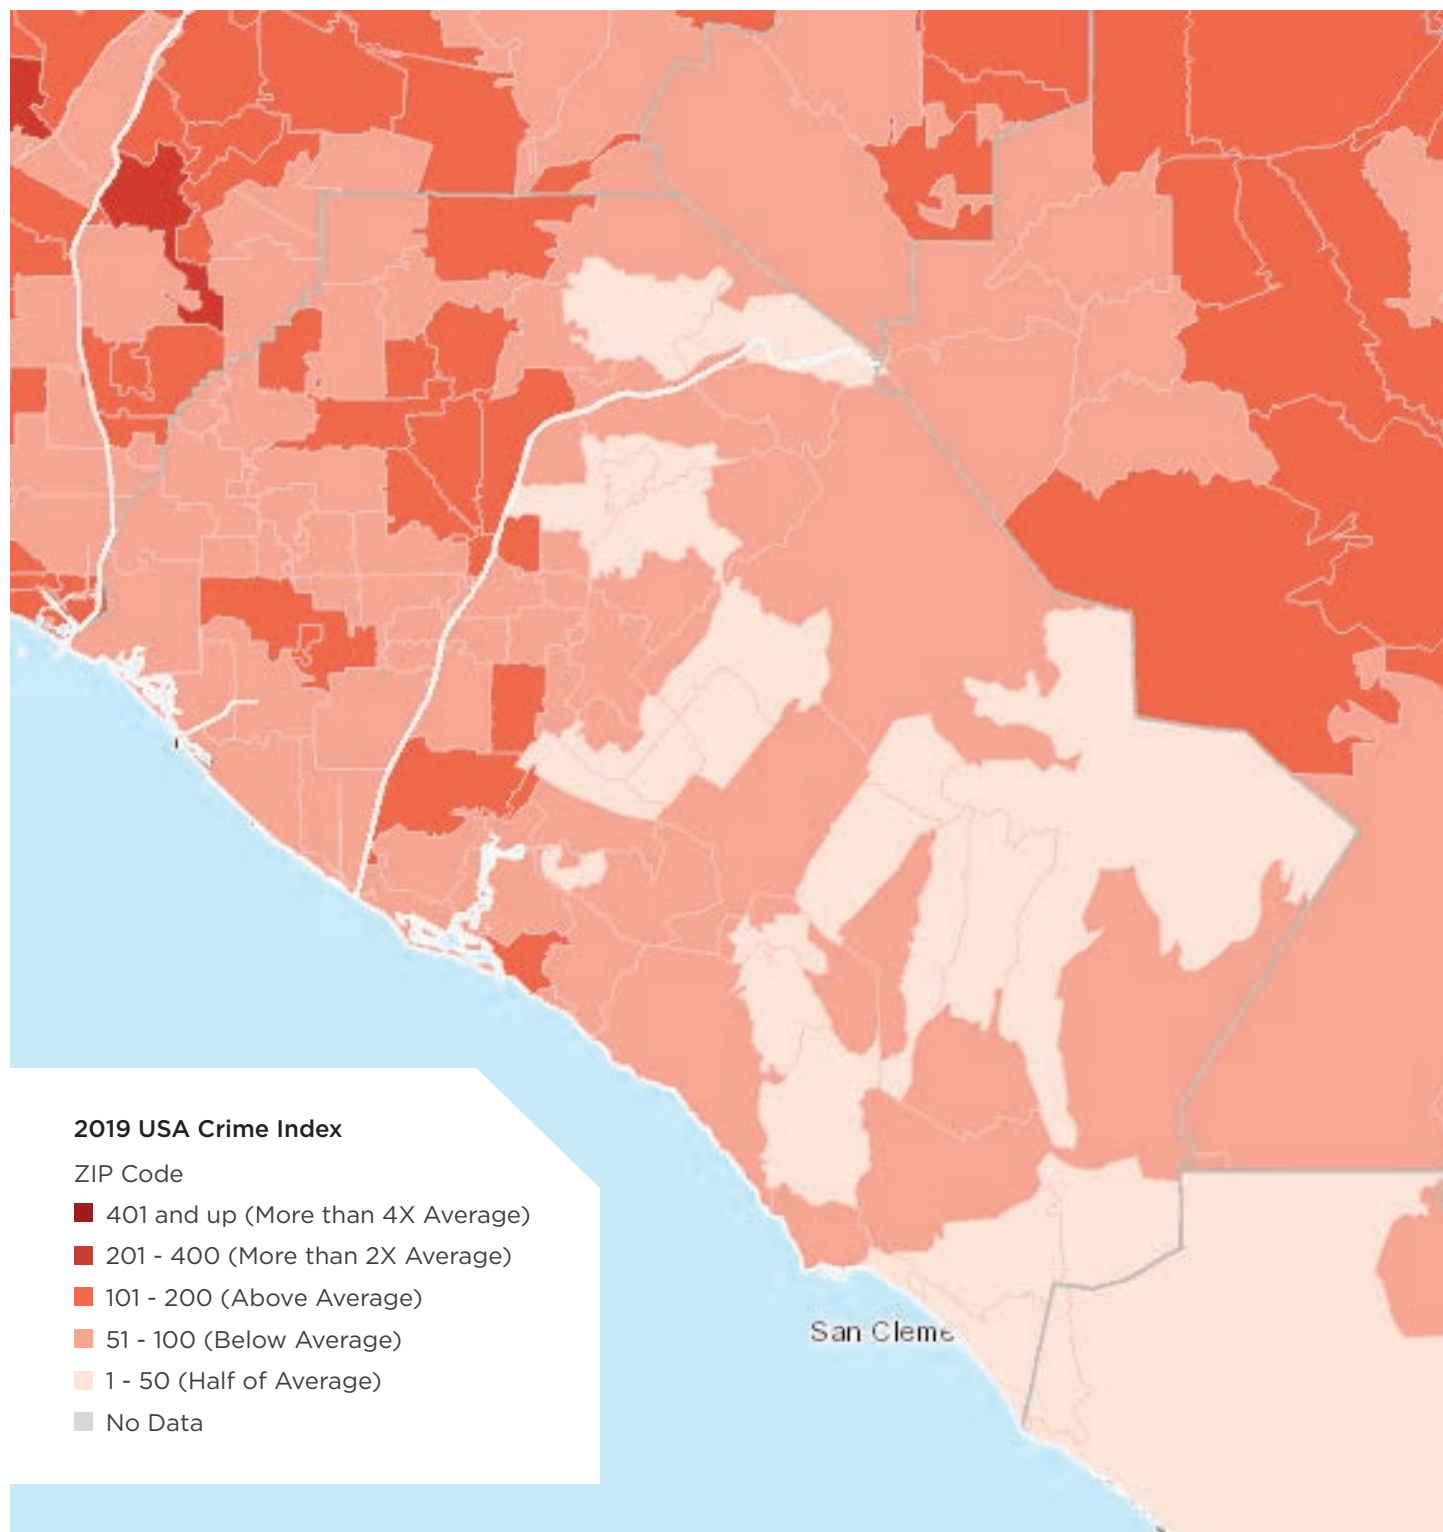 2019 USA Crime Index
ZIP Code
401 and up (More than 4X Average)
201 - 400 (More than 2X Average)
101 - 200 (Above Average)
51 - 100 (Below Average)
1 - 50 (Half of Average)
No Data
San Cleme